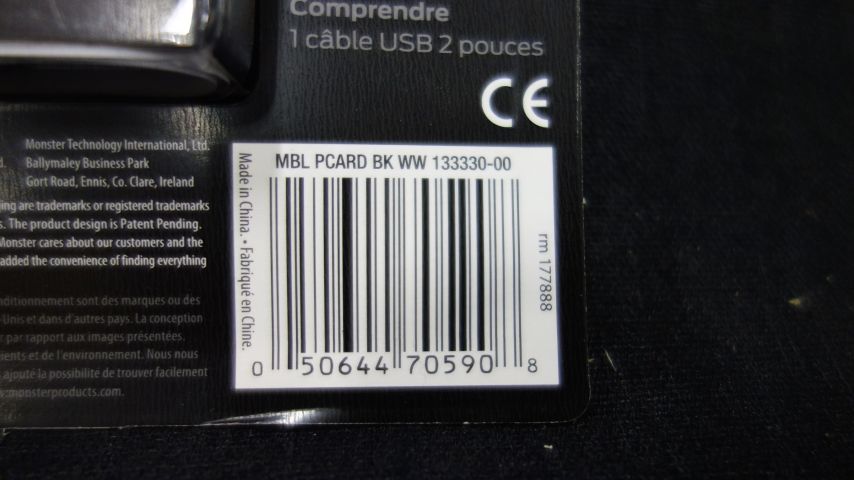 Comprendre
1 câble USB 2 pouces
CE
Monster Technology International, Ltd.
Ballymaley Business Park
Gort Road, Ennis, Co. Clare, Ireland
ing are trademarks or registered trademarks
s. The product design is Patent Pending.
Monster cares about our customers and the
added the convenience of finding everything
nditionnement sont des marques ou des
-Unis et dans d'autres pays. La conception
r par rapport aux images présentées.
ients et de l'environnement. Nous nous
ajouté la possibilité de trouver facilement
monsterproducts.com.
MBL PCARD BK WW 133330-00
Made in China. • Fabriqué en Chine.
rm 177888
0 50644 70590 8